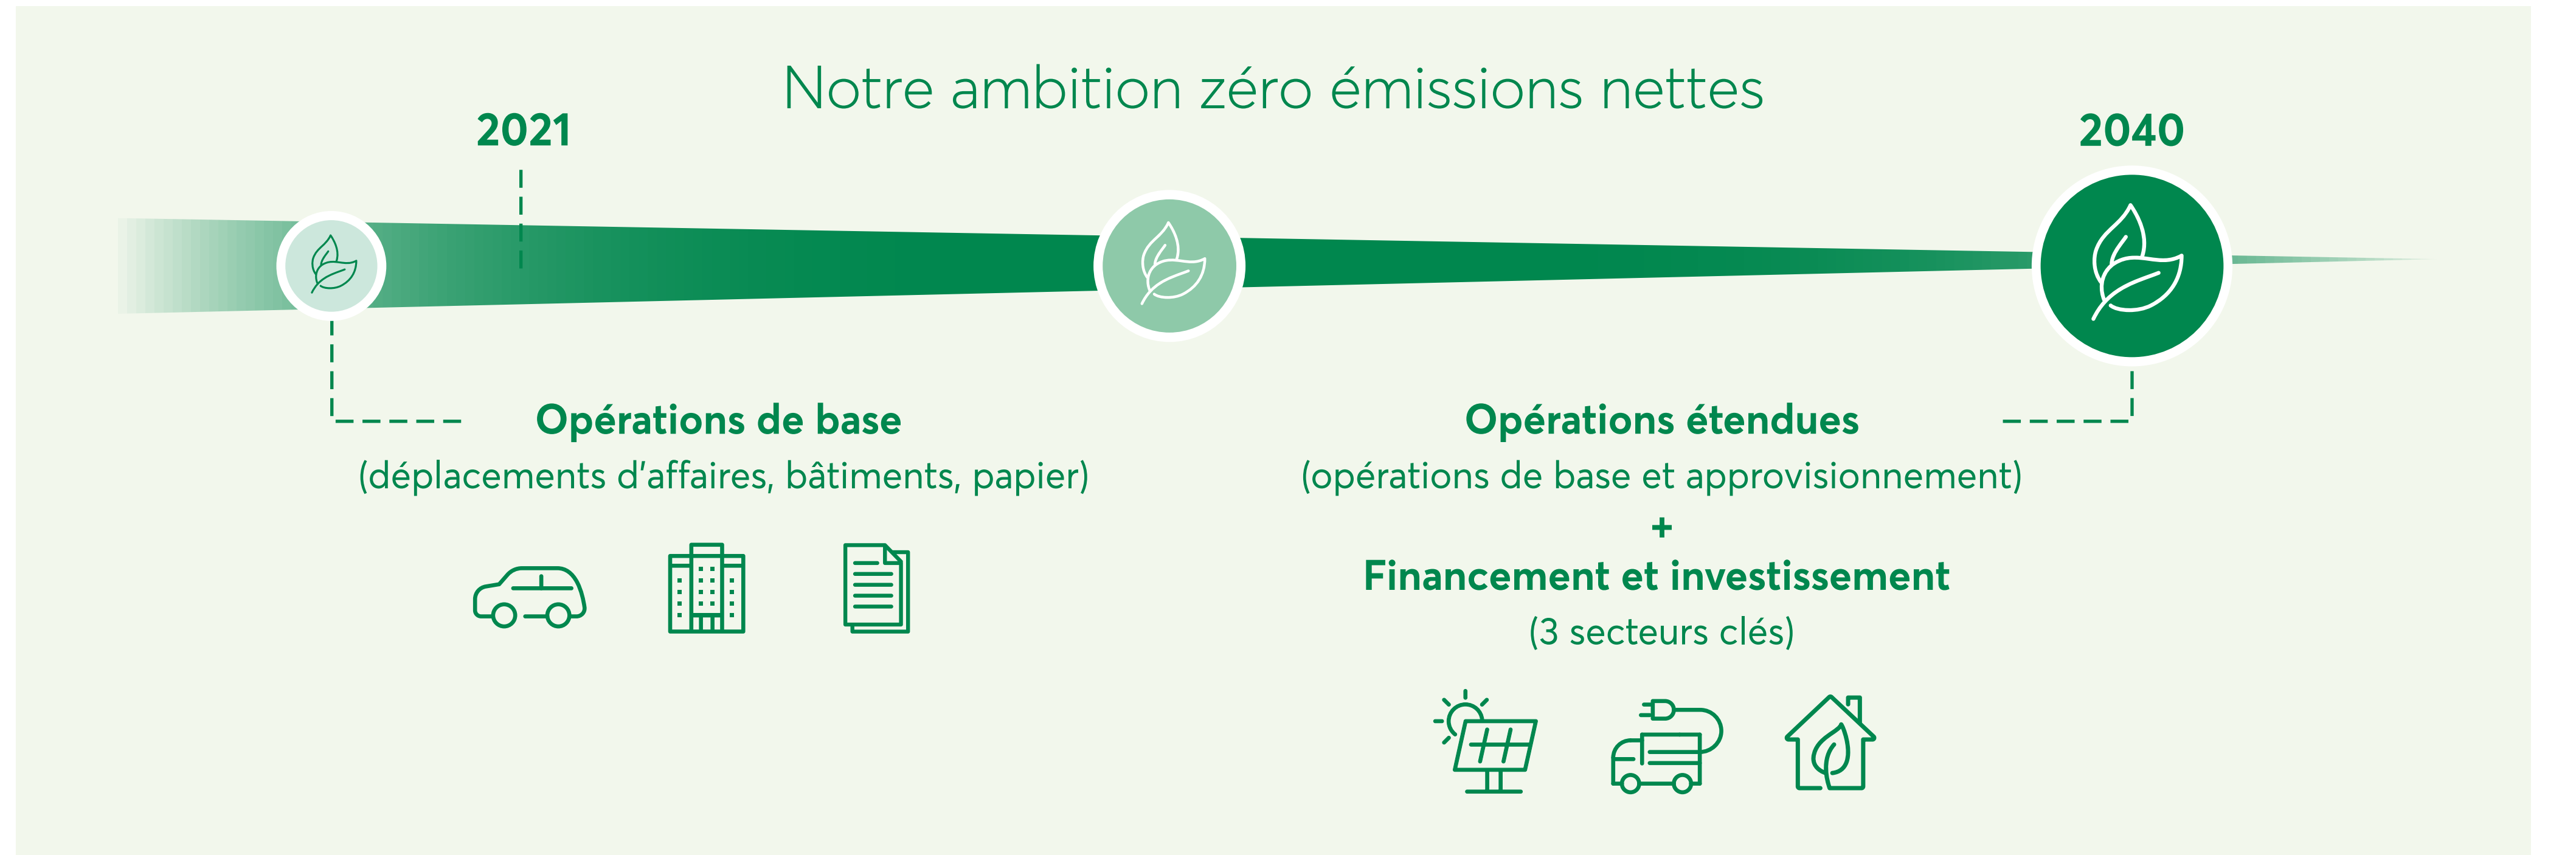 Notre ambition zéro émissions nettes
2021
2040
Opérations de base
(déplacements d'affaires, bâtiments, papier)
Opérations étendues
(opérations de base et approvisionnement)
+
Financement et investissement
(3 secteurs clés)